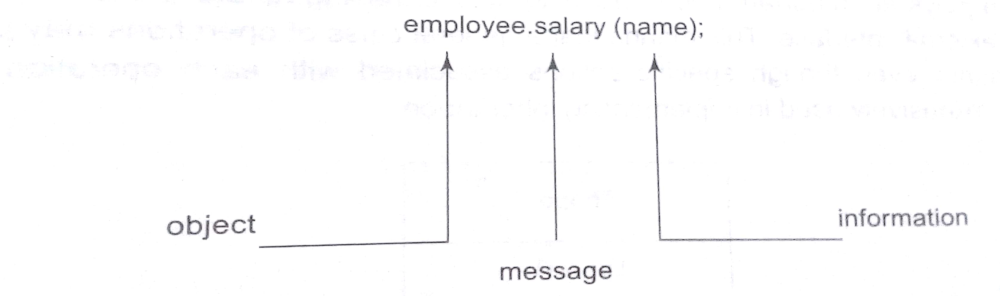 employee.salary (name);
object
information
message